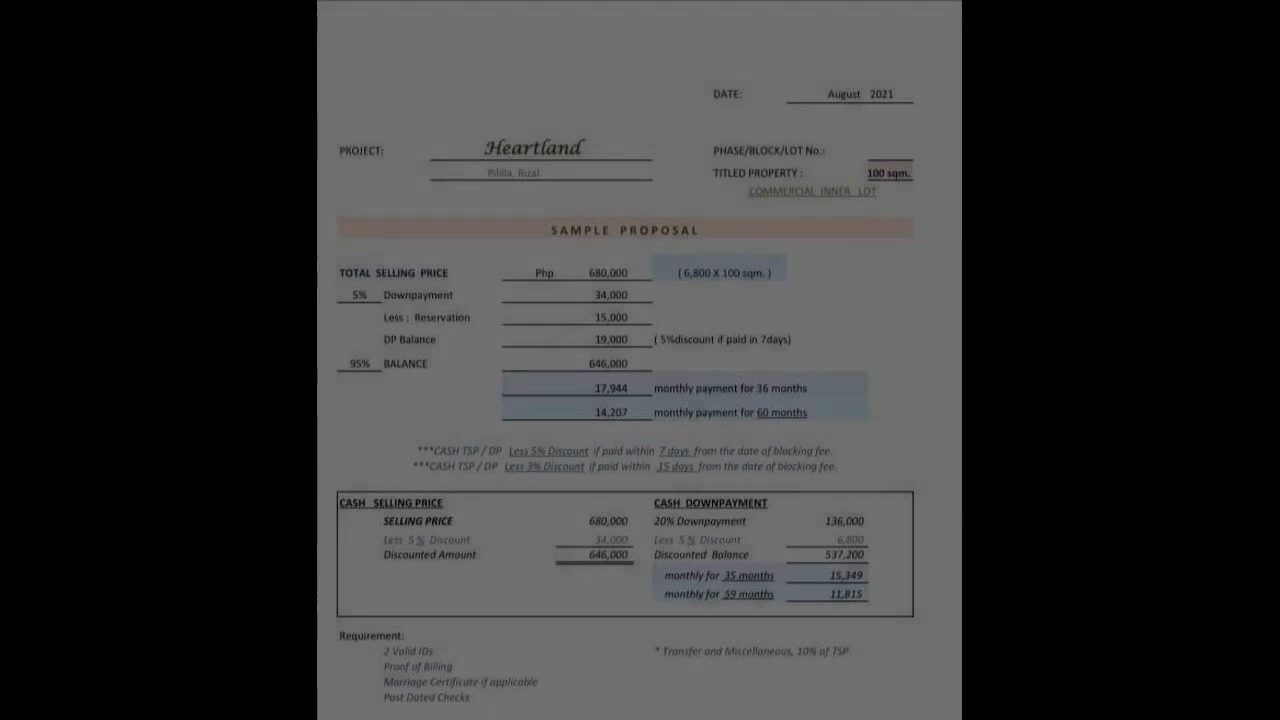 DATE: August 2021
PROJECT: Heartland PHASE/BLOCK/LOT No.:
Pililla, Rizal TITLED PROPERTY : 100 sqm.
COMMERCIAL INNER LOT
SAMPLE PROPOSAL
TOTAL SELLING PRICE Php 680,000 ( 6,800 X 100 sqm. )
5% Downpayment 34,000
Less : Reservation 15,000
DP Balance 19,000 ( 5%discount if paid in 7days)
95% BALANCE 646,000
17,944 monthly payment for 36 months
14,207 monthly payment for 60 months
***CASH TSP / DP Less 5% Discount if paid within 7 days from the date of blocking fee.
***CASH TSP / DP Less 3% Discount if paid within 15 days from the date of blocking fee.
CASH SELLING PRICE CASH DOWNPAYMENT
SELLING PRICE 680,000 20% Downpayment 136,000
Less 5 % Discount 34,000 Less 5 % Discount 6,800
Discounted Amount 646,000 Discounted Balance 537,200
monthly for 35 months 15,349
monthly for 59 months 11,815
Requirement:
2 Valid IDs * Transfer and Miscellaneous, 10% of TSP
Proof of Billing
Marriage Certificate if applicable
Post Dated Checks